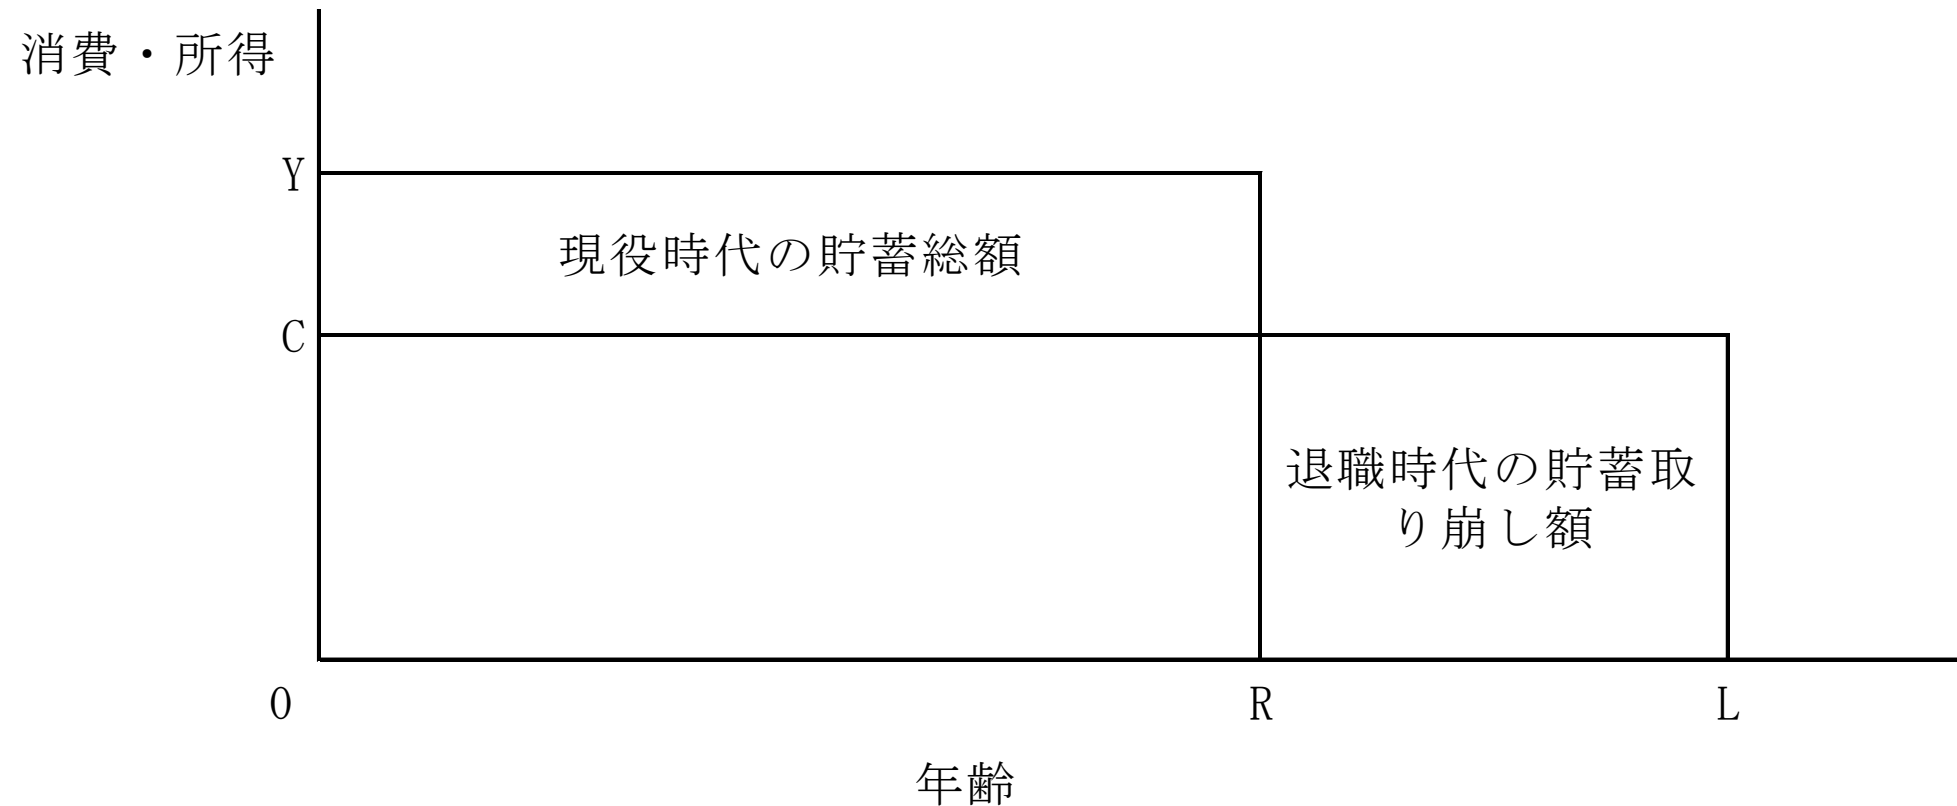 消費・所得
Y
現役時代の貯蓄総額
C
退職時代の貯蓄取
り崩し額
0
R
L
年齢